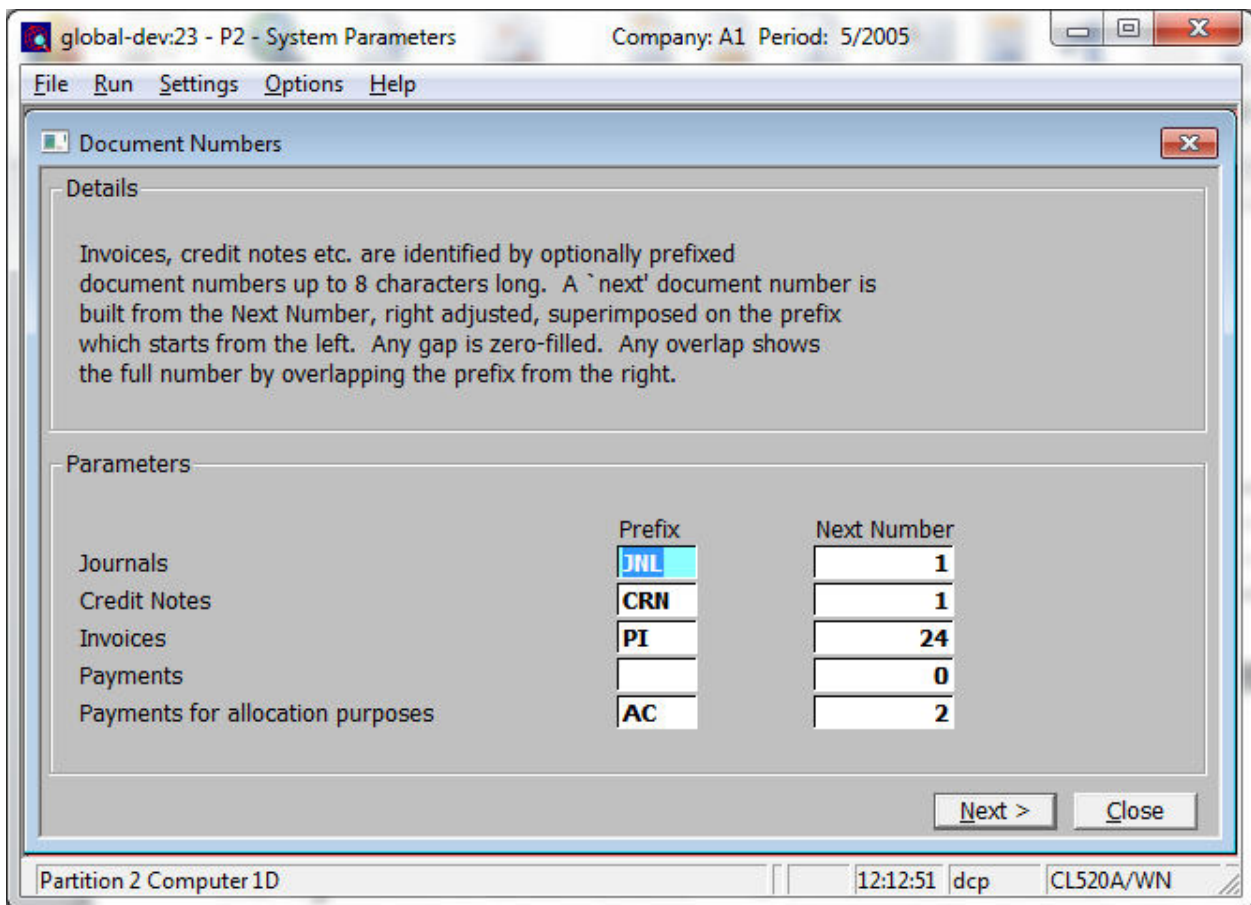 global-dev:23 - P2 - System Parameters Company: A1 Period: 5/2005
File Run Settings Options Help
Document Numbers
Details
Invoices, credit notes etc. are identified by optionally prefixed
document numbers up to 8 characters long. A `next' document number is
built from the Next Number, right adjusted, superimposed on the prefix
which starts from the left. Any gap is zero-filled. Any overlap shows
the full number by overlapping the prefix from the right.
Parameters
Prefix Next Number
Journals JNL 1
Credit Notes CRN 1
Invoices PI 24
Payments 0
Payments for allocation purposes AC 2
Next > Close
Partition 2 Computer 1D 12:12:51 dcp CL520A/WN